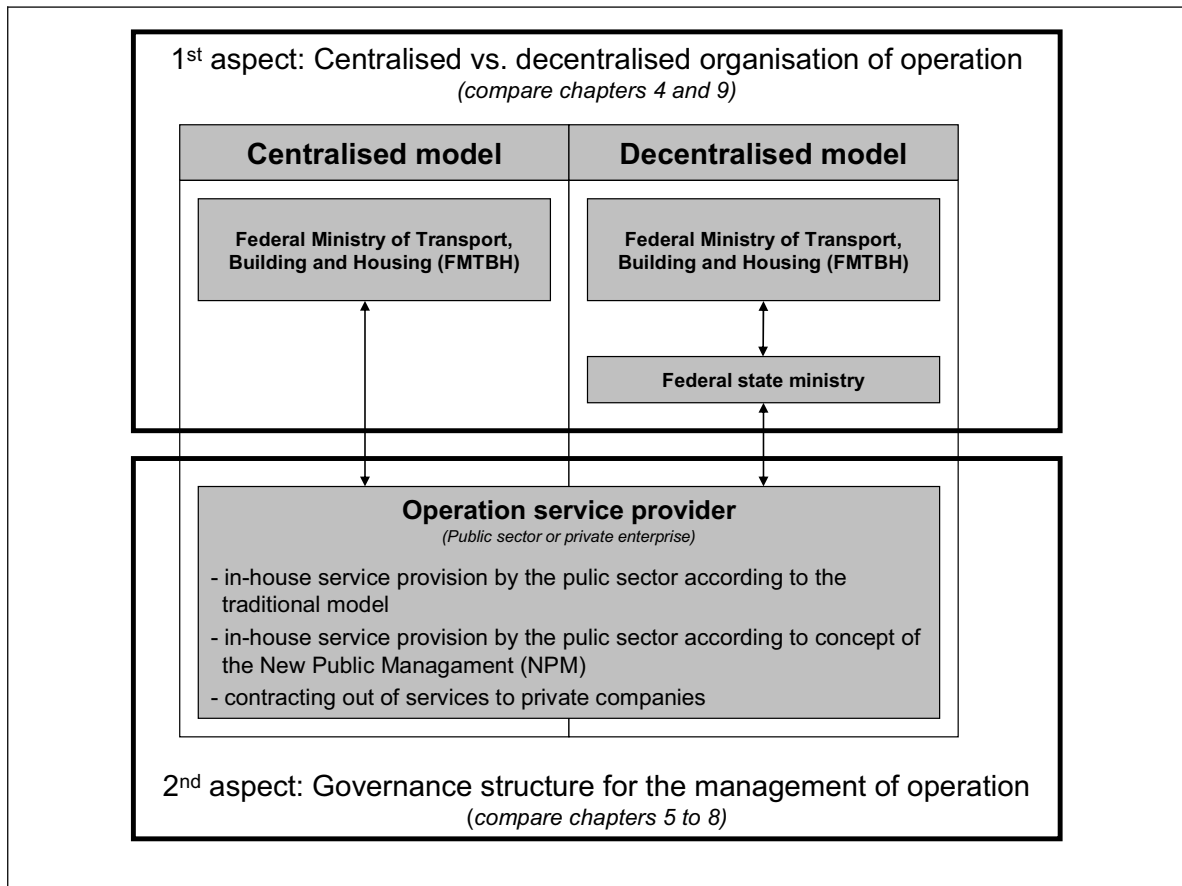 1st aspect: Centralised vs. decentralised organisation of operation
(compare chapters 4 and 9)
Centralised model
Decentralised model
Federal Ministry of Transport,
Building and Housing (FMTBH)
Federal Ministry of Transport,
Building and Housing (FMTBH)
Federal state ministry
Operation service provider
(Public sector or private enterprise)
- in-house service provision by the pulic sector according to the
traditional model
- in-house service provision by the pulic sector according to concept of
the New Public Managament (NPM)
- contracting out of services to private companies
2nd aspect: Governance structure for the management of operation
(compare chapters 5 to 8)